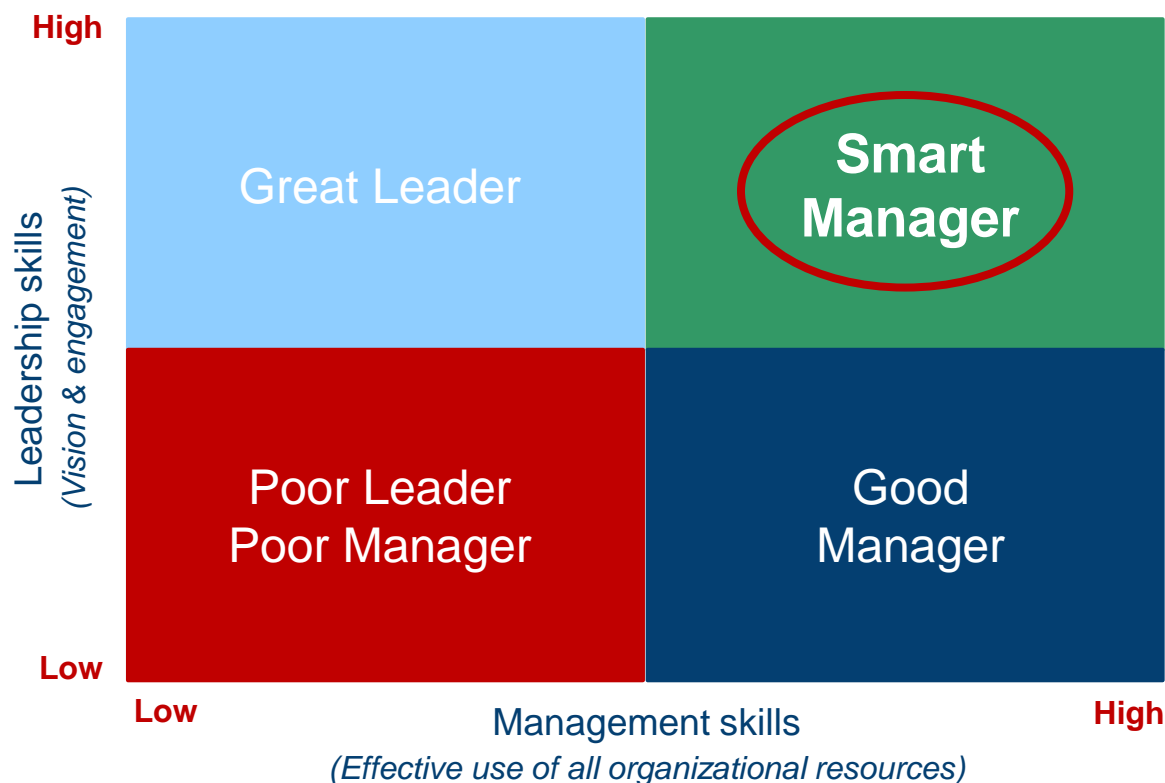 High
Great Leader
Smart
Manager
Leadership skills
(Vision & engagement)
Poor Leader
Poor Manager
Good
Manager
Low
Low
Management skills
High
(Effective use of all organizational resources)